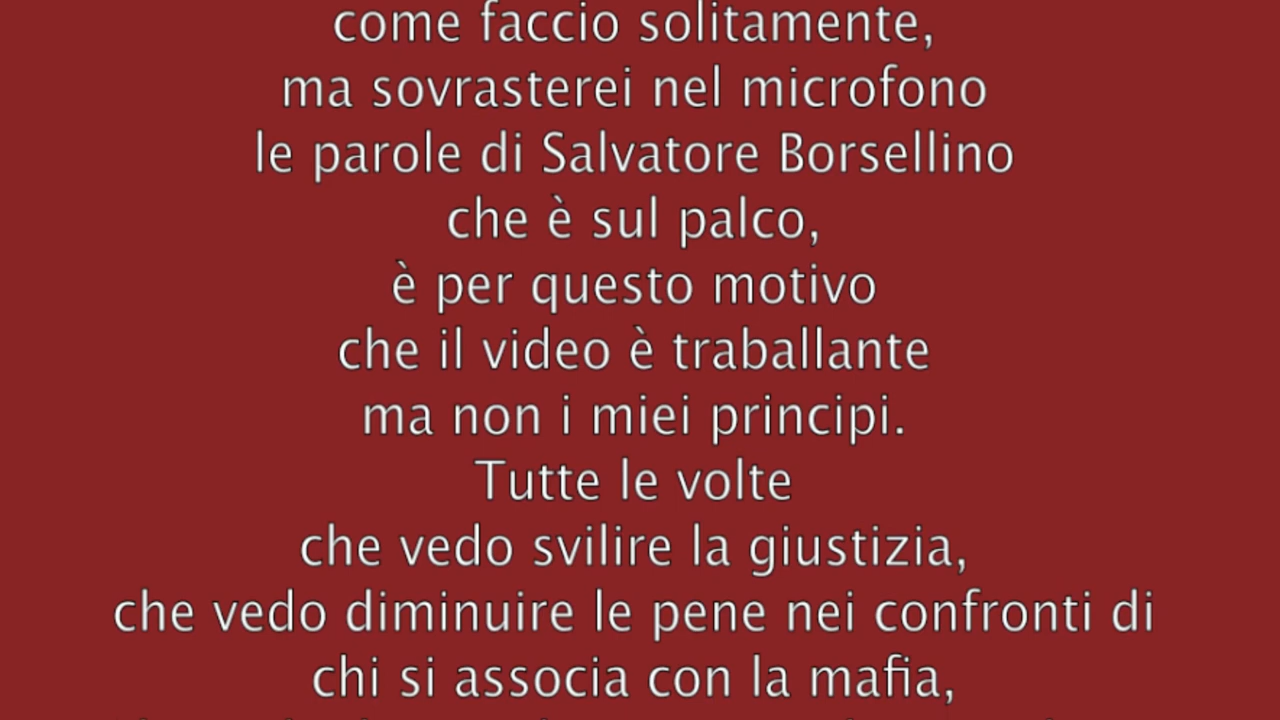 come faccio solitamente,
ma sovrasterei nel microfono
le parole di Salvatore Borsellino
che è sul palco,
è per questo motivo
che il video è traballante
ma non i miei principi.
Tutte le volte
che vedo svilire la giustizia,
che vedo diminuire le pene nei confronti di
chi si associa con la mafia,